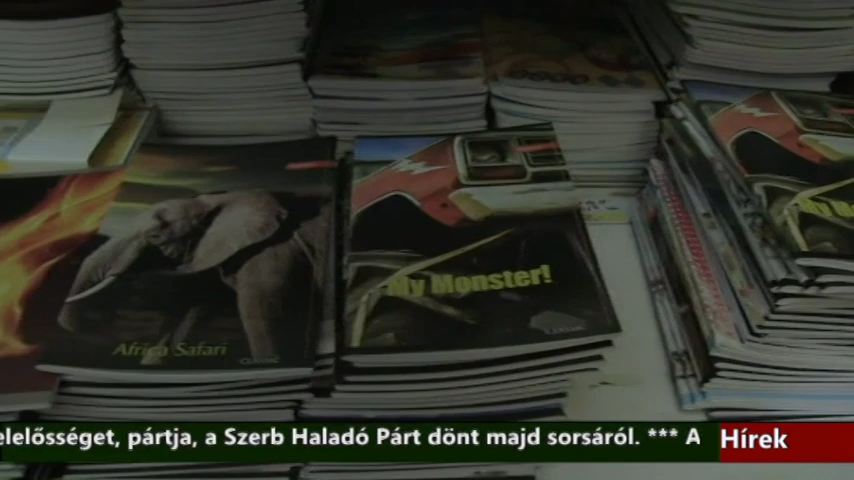 My Monster!
Africa Safari
elelősséget, pártja, a Szerb Haladó Párt dönt majd sorsáról. *** A
Hírek